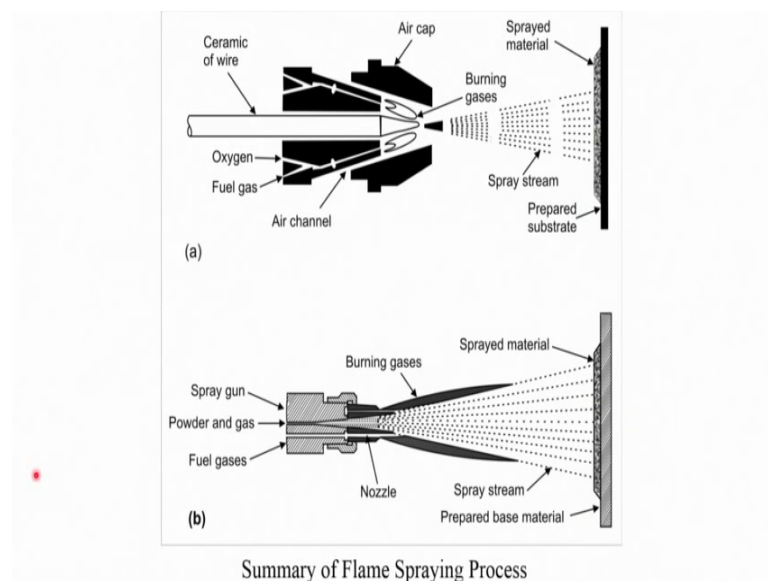 Ceramic
of wire
Air cap
Sprayed
material
Burning
gases
Oxygen
Fuel gas
Air channel
Spray stream
Prepared
substrate
(a)
Sprayed material
Burning gases
Spray gun
Powder and gas
Fuel gases
Nozzle
Spray stream
Prepared base material
(b)
Summary of Flame Spraying Process